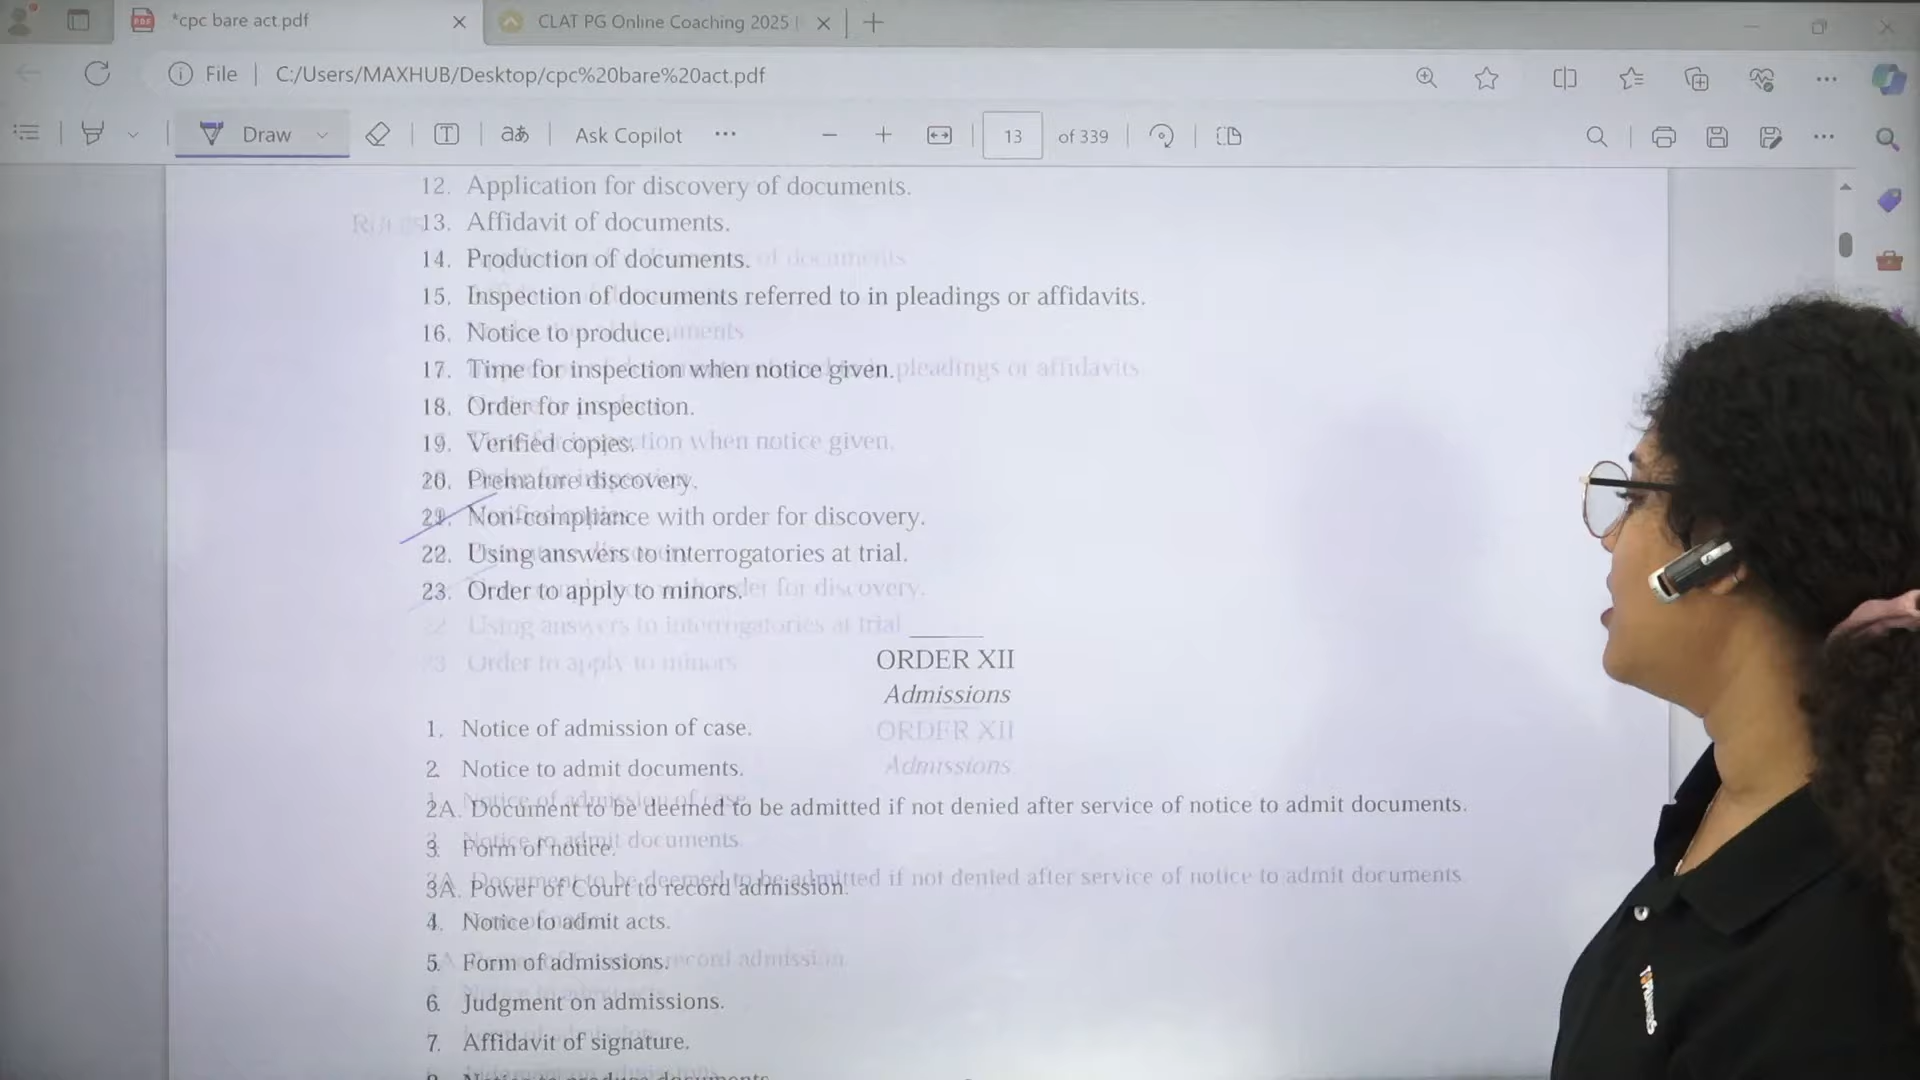 *cpc bare act.pdf
CLAT PG Online Coaching 2025 |
File
C:/Users/MAXHUB/Desktop/cpc%20bare%20act.pdf
Draw
T
aあ
Ask Copilot
13
of 339
12. Application for discovery of documents.
13. Affidavit of documents.
14. Production of documents.
15. Inspection of documents referred to in pleadings or affidavits.
16. Notice to produce.
17. Time for inspection when notice given.
18. Order for inspection.
19. Verified copies.
20. Premature discovery.
21. Non-compliance with order for discovery.
22. Using answers to interrogatories at trial.
23. Order to apply to minors.
ORDER XII
Admissions
1. Notice of admission of case.
2. Notice to admit documents.
2A. Document to be deemed to be admitted if not denied after service of notice to admit documents.
3. Form of notice.
3A. Power of Court to record admission.
4. Notice to admit acts.
5. Form of admissions.
6. Judgment on admissions.
7. Affidavit of signature.